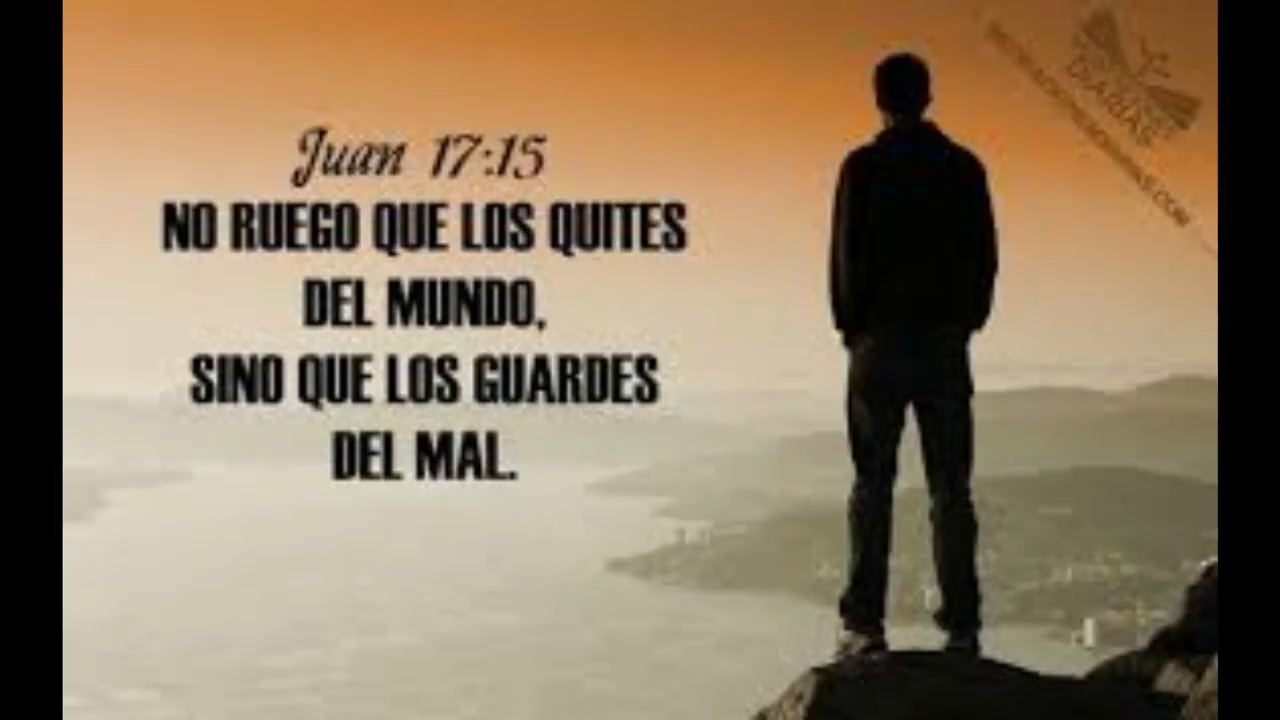 Juan 17:15
NO RUEGO QUE LOS QUITES
DEL MUNDO,
SINO QUE LOS GUARDES
DEL MAL.